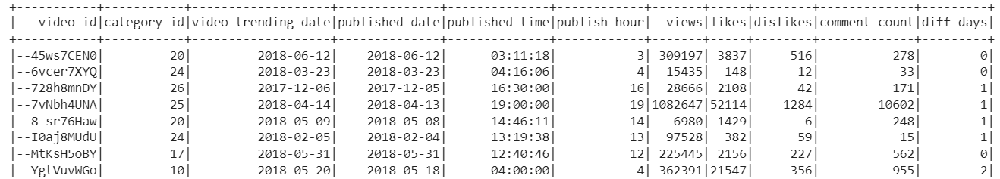 +-----------+-----------+-------------------+--------------+--------------+------------+-------+-----+--------+-------------+---------+
|   video_id|category_id|video_trending_date|published_date|published_time|publish_hour|  views|likes|dislikes|comment_count|diff_days|
+-----------+-----------+-------------------+--------------+--------------+------------+-------+-----+--------+-------------+---------+
|--45ws7CEN0|         20|         2018-06-12|    2018-06-12|      03:11:18|           3| 309197| 3837|     516|          278|        0|
|--6vcer7XYQ|         24|         2018-03-23|    2018-03-23|      04:16:06|           4|  15435|  148|      12|           33|        0|
|--728h8mnDY|         26|         2017-12-06|    2017-12-05|      16:30:00|          16|  28666| 2108|      42|          171|        1|
|--7vNbh4UNA|         25|         2018-04-14|    2018-04-13|      19:00:00|          19|1082647|52114|    1284|        10602|        1|
|--8-sr76Haw|         20|         2018-05-09|    2018-05-08|      14:46:11|          14|   6980| 1429|       6|          248|        1|
|--I0aj8MUdU|         24|         2018-02-05|    2018-02-04|      13:19:38|          13|  97528|  382|      59|           15|        1|
|--MtKsH5oBY|         17|         2018-05-31|    2018-05-31|      12:40:46|          12| 225445| 2156|     227|          562|        0|
|--YgtVuvWGo|         10|         2018-05-20|    2018-05-18|      04:00:00|           4| 362391|21547|     356|          955|        2|